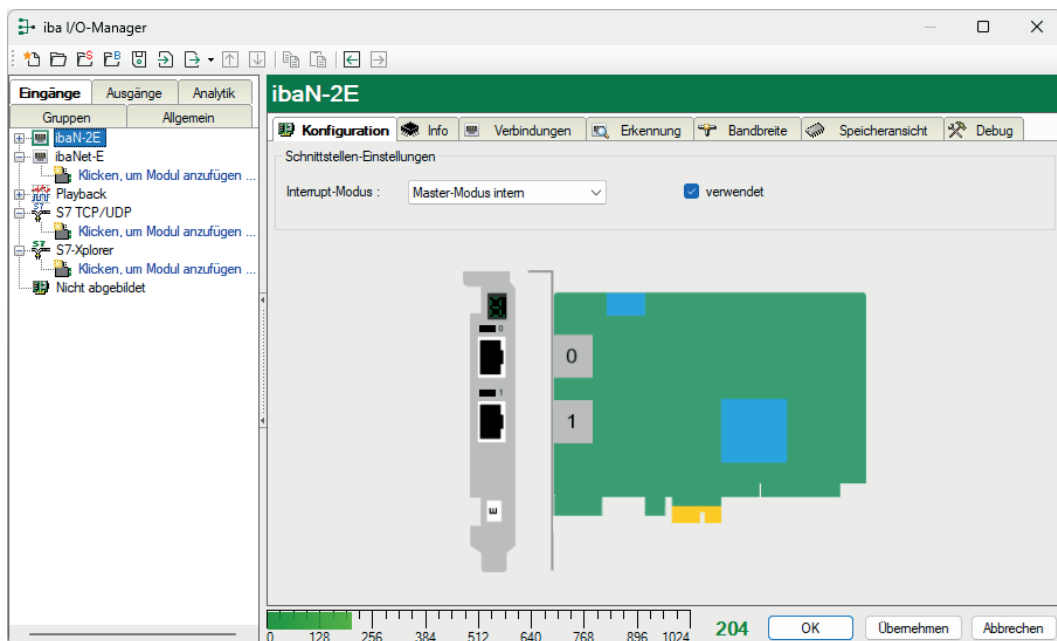 iba I/O-Manager
Eingänge Ausgänge Analytik
Gruppen Allgemein
ibaN-2E
ibaNet-E
Klicken, um Modul anzufügen ...
Playback
S7 TCP/UDP
Klicken, um Modul anzufügen ...
S7-Xplorer
Klicken, um Modul anzufügen ...
Nicht abgebildet
ibaN-2E
Konfiguration Info Verbindungen Erkennung Bandbreite Speicheransicht Debug
Schnittstellen-Einstellungen
Interrupt-Modus : Master-Modus intern verwendet
0
0
1
1
E
0 128 256 384 512 640 768 896 1024
204 OK Übernehmen Abbrechen